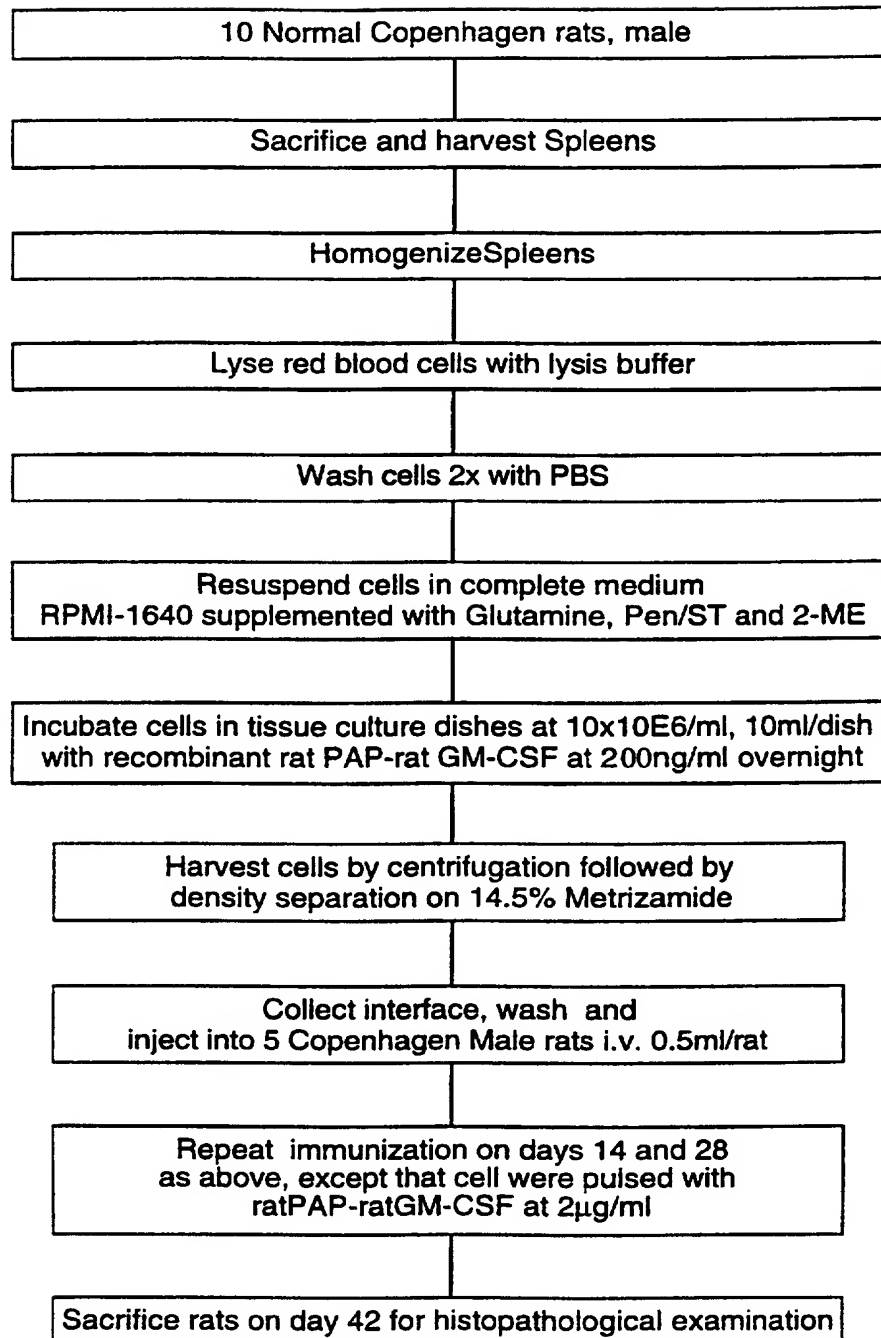 10 Normal Copenhagen rats, male
Sacrifice and harvest Spleens
HomogenizeSpleens
Lyse red blood cells with lysis buffer
Wash cells 2x with PBS
Resuspend cells in complete medium
RPMI-1640 supplemented with Glutamine, Pen/ST and 2-ME
Incubate cells in tissue culture dishes at 10x10E6/ml, 10ml/dish
with recombinant rat PAP-rat GM-CSF at 200ng/ml overnight
Harvest cells by centrifugation followed by
density separation on 14.5% Metrizamide
Collect interface, wash and
inject into 5 Copenhagen Male rats i.v. 0.5ml/rat
Repeat immunization on days 14 and 28
as above, except that cell were pulsed with
ratPAP-ratGM-CSF at 2µg/ml
Sacrifice rats on day 42 for histopathological examination